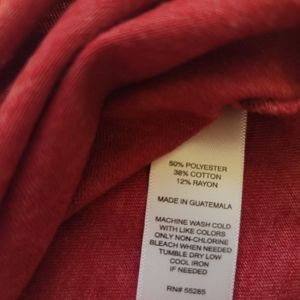 50% POLYESTER
38% COTTON
12% RAYON
MADE IN GUATEMALA
MACHINE WASH COLD
WITH LIKE COLORS
ONLY NON-CHLORINE
BLEACH WHEN NEEDED
TUMBLE DRY LOW
COOL IRON
IF NEEDED
RN# 55285